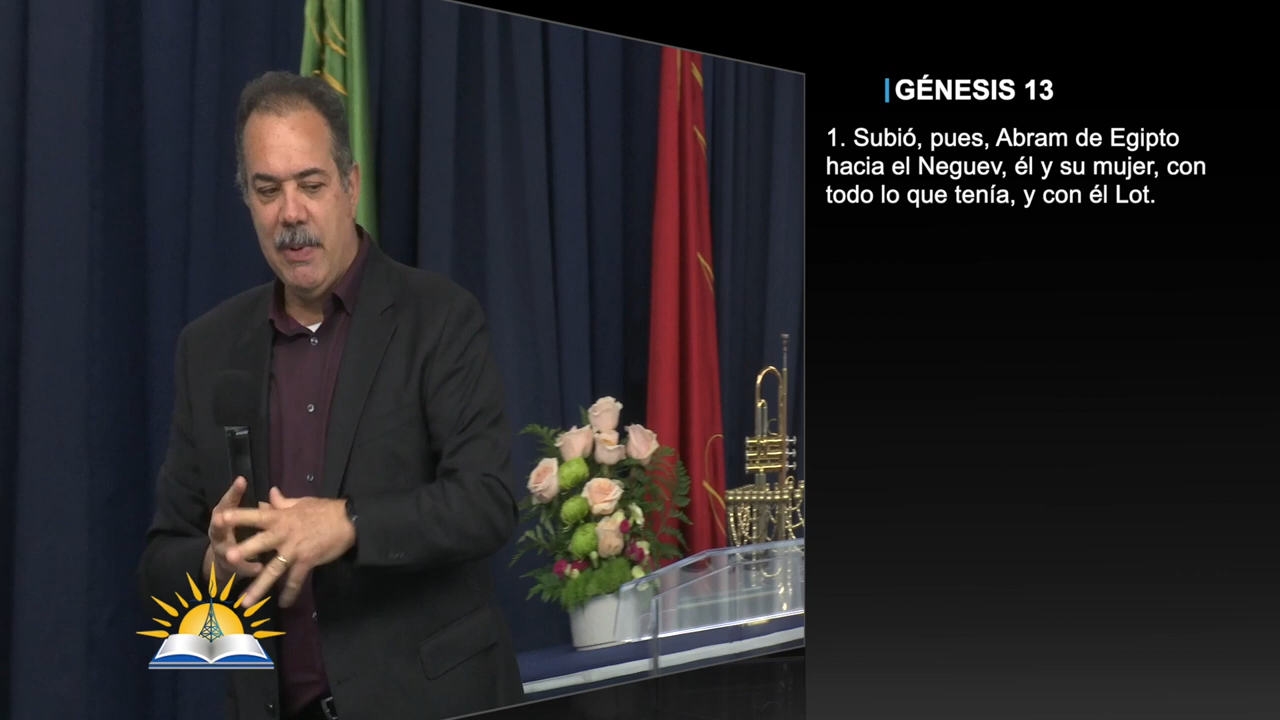 GÉNESIS 13
1. Subió, pues, Abram de Egipto
hacia el Neguev, él y su mujer, con
todo lo que tenía, y con él Lot.